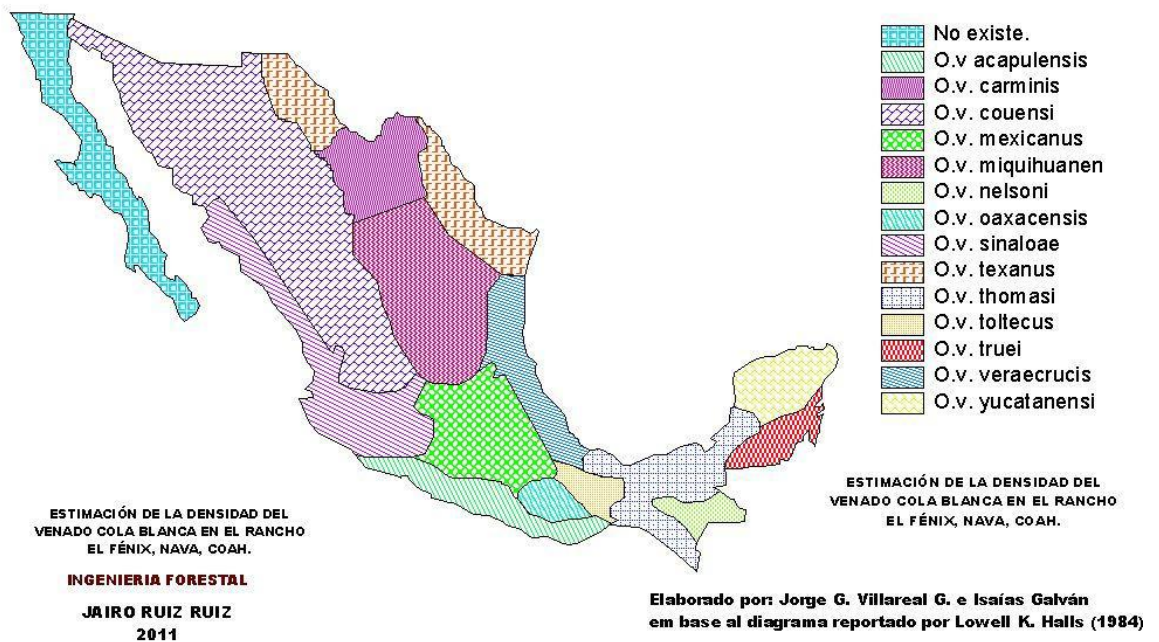 No existe.
O.v acapulensis
O.v. carminis
O.v. couensi
O.v. mexicanus
O.v. miquihuanen
O.v. nelsoni
O.v. oaxacensis
O.v. sinaloae
O.v. texanus
O.v. thomasi
O.v. toltecus
O.v. truei
O.v. veraecrucis
O.v. yucatanensi
ESTIMACIÓN DE LA DENSIDAD DEL
VENADO COLA BLANCA EN EL RANCHO
EL FÉNIX, NAVA, COAH.
ESTIMACIÓN DE LA DENSIDAD DEL
VENADO COLA BLANCA EN EL RANCHO
EL FÉNIX, NAVA, COAH.
INGENIERIA FORESTAL
JAIRO RUIZ RUIZ
2011
Elaborado por: Jorge G. Villareal G. e Isaías Galván
em base al diagrama reportado por Lowell K. Halls (1984)